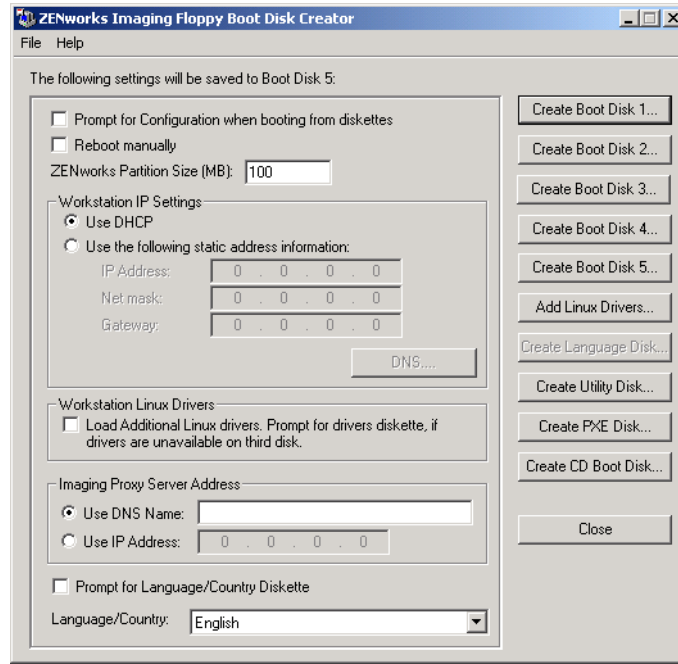 ZENworks Imaging Floppy Boot Disk Creator
File Help
The following settings will be saved to Boot Disk 5:
Prompt for Configuration when booting from diskettes
Reboot manually
ZENworks Partition Size (MB): 100
Workstation IP Settings
Use DHCP
Use the following static address information:
IP Address: 0 . 0 . 0 . 0
Net mask: 0 . 0 . 0 . 0
Gateway: 0 . 0 . 0 . 0
DNS....
Workstation Linux Drivers
Load Additional Linux drivers. Prompt for drivers diskette, if
drivers are unavailable on third disk.
Imaging Proxy Server Address
Use DNS Name:
Use IP Address: 0 . 0 . 0 . 0
Prompt for Language/Country Diskette
Language/Country: English
Create Boot Disk 1...
Create Boot Disk 2...
Create Boot Disk 3...
Create Boot Disk 4...
Create Boot Disk 5...
Add Linux Drivers...
Create Language Disk...
Create Utility Disk...
Create PXE Disk...
Create CD Boot Disk...
Close